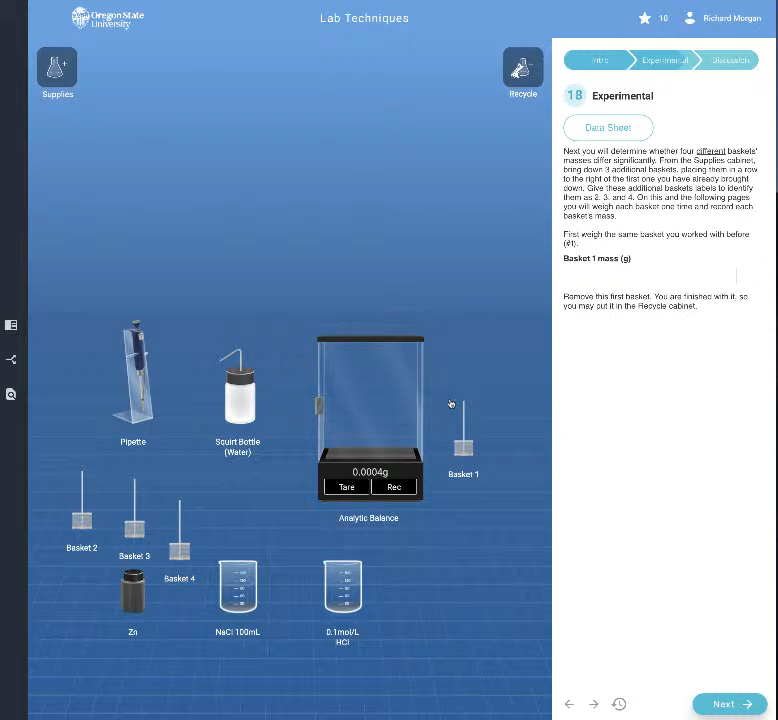 Oregon State
University
Lab Techniques
10
Richard Morgan
Supplies
Recycle
Intro
Experimental
Discussion
18
Experimental
Data Sheet
Next you will determine whether four different baskets'
masses differ significantly. From the Supplies cabinet,
bring down 3 additional baskets, placing them in a row
to the right of the first one you have already brought
down. Give these additional baskets labels to identify
them as 2, 3, and 4. On this and the following pages
you will weigh each basket one time and record each
basket's mass.
First weigh the same basket you worked with before
(#1).
Basket 1 mass (g)
Remove this first basket. You are finished with it, so
you may put it in the Recycle cabinet.
Pipette
Squirt Bottle
(Water)
0.0004g
Tare
Rec
Analytic Balance
Basket 1
Basket 2
Basket 3
Basket 4
Zn
NaCl 100mL
0.1mol/L
HCl
Next